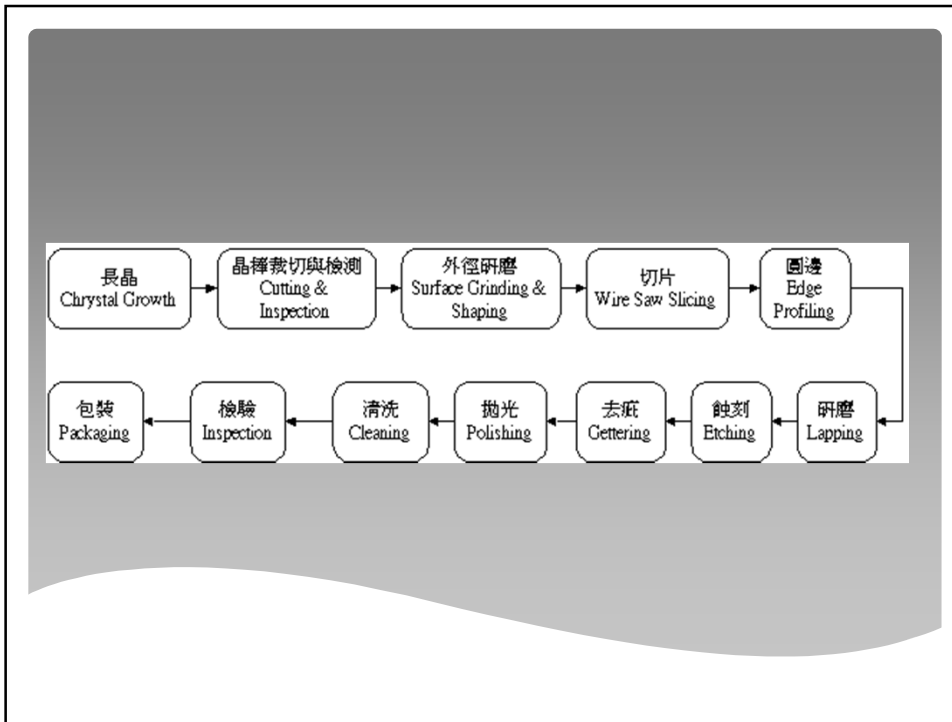 長晶
Chrystal Growth
晶棒裁切與檢測
Cutting &
Inspection
外徑研磨
Surface Grinding &
Shaping
切片
Wire Saw Slicing
圓邊
Edge
Profiling
研磨
Lapping
蝕刻
Etching
去疵
Gettering
拋光
Polishing
清洗
Cleaning
檢驗
Inspection
包裝
Packaging